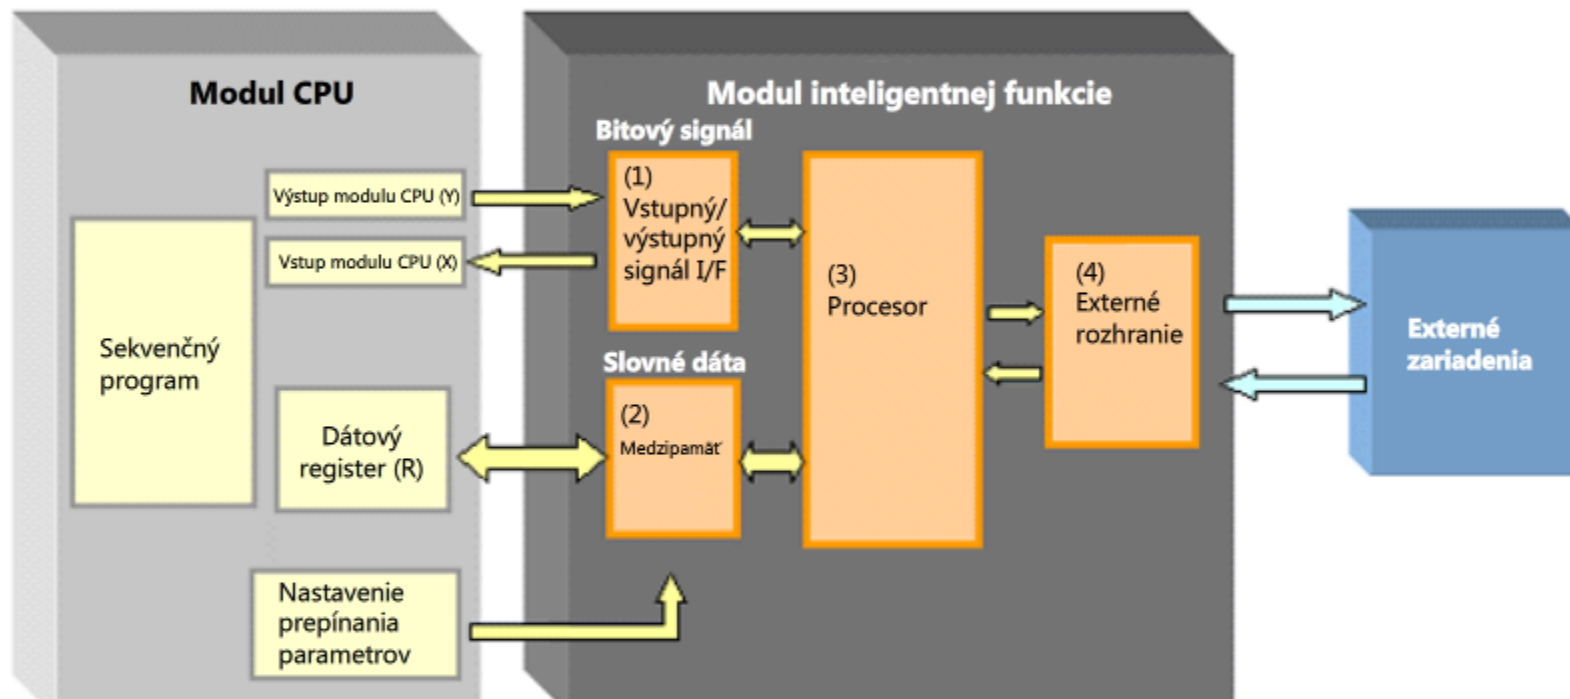 Modul CPU
Výstup modulu CPU (Y)
Vstup modulu CPU (X)
Sekvenčný
program
Dátový
register (R)
Nastavenie
prepínania
parametrov
Modul inteligentnej funkcie
Bitový signál
(1)
Vstupný/
výstupný
signál I/F
Slovné dáta
(2)
Medzipamäť
(3)
Procesor
(4)
Externé
rozhranie
Externé
zariadenia